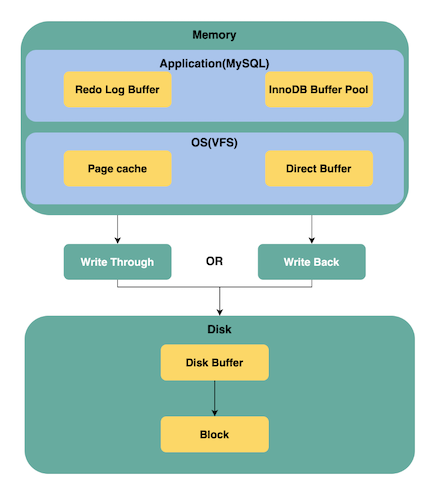 Memory
Application(MySQL)
Redo Log Buffer
InnoDB Buffer Pool
OS(VFS)
Page cache
Direct Buffer
Write Through
OR
Write Back
Disk
Disk Buffer
Block